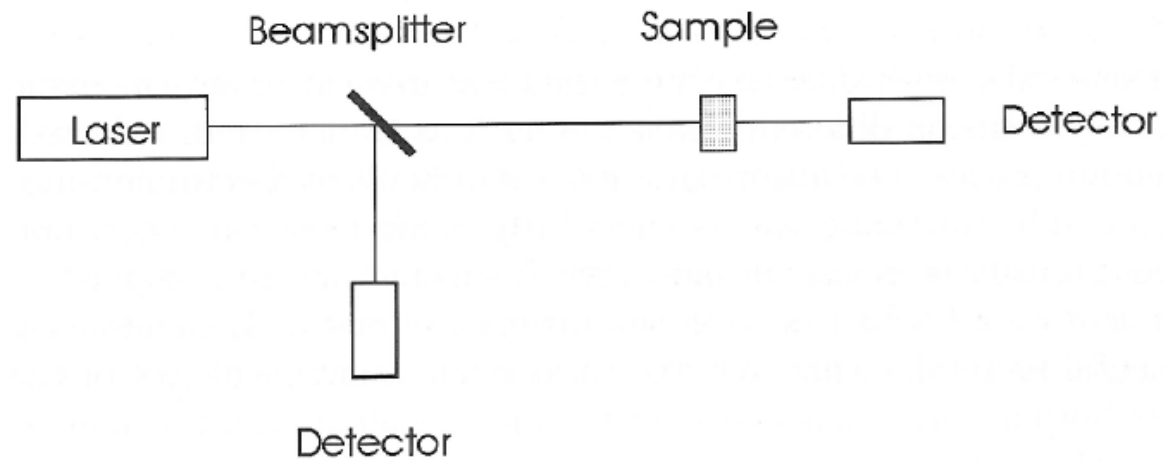 Beamsplitter
Sample
Laser
Detector
Detector